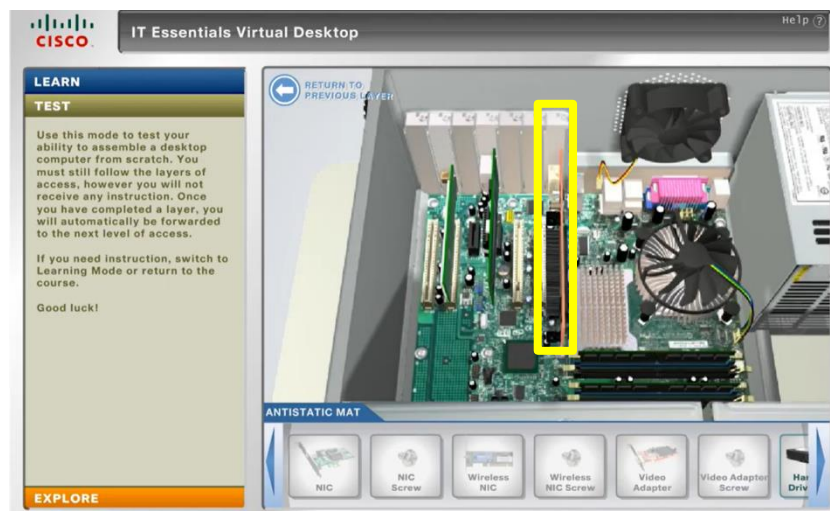 Help ?
CISCO
IT Essentials Virtual Desktop
LEARN
TEST
Use this mode to test your
ability to assemble a desktop
computer from scratch. You
must still follow the layers of
access, however you will not
receive any instruction. Once
you have completed a layer, you
will automatically be forwarded
to the next level of access.
If you need instruction, switch to
Learning Mode or return to the
course.
Good luck!
EXPLORE
RETURN TO
PREVIOUS LAYER
ANTISTATIC MAT
NIC
NIC
Screw
Wireless
NIC
Wireless
NIC Screw
Video
Adapter
Video Adapter
Screw
Har
Driv